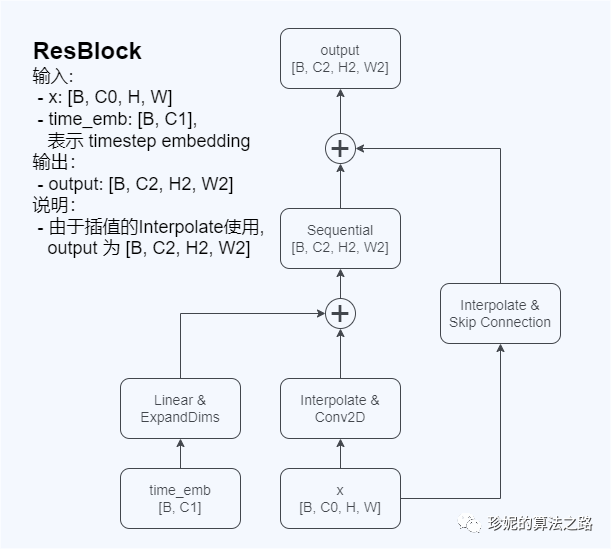 ResBlock
输入：
- x: [B, C0, H, W]
- time_emb: [B, C1],
表示 timestep embedding
输出：
- output: [B, C2, H2, W2]
说明：
- 由于插值的Interpolate使用,
output 为 [B, C2, H2, W2]
output
[B, C2, H2, W2]
Sequential
[B, C2, H2, W2]
Interpolate &
Skip Connection
Linear &
ExpandDims
Interpolate &
Conv2D
time_emb
[B, C1]
x
[B, C0, H, W]
珍妮的算法之路